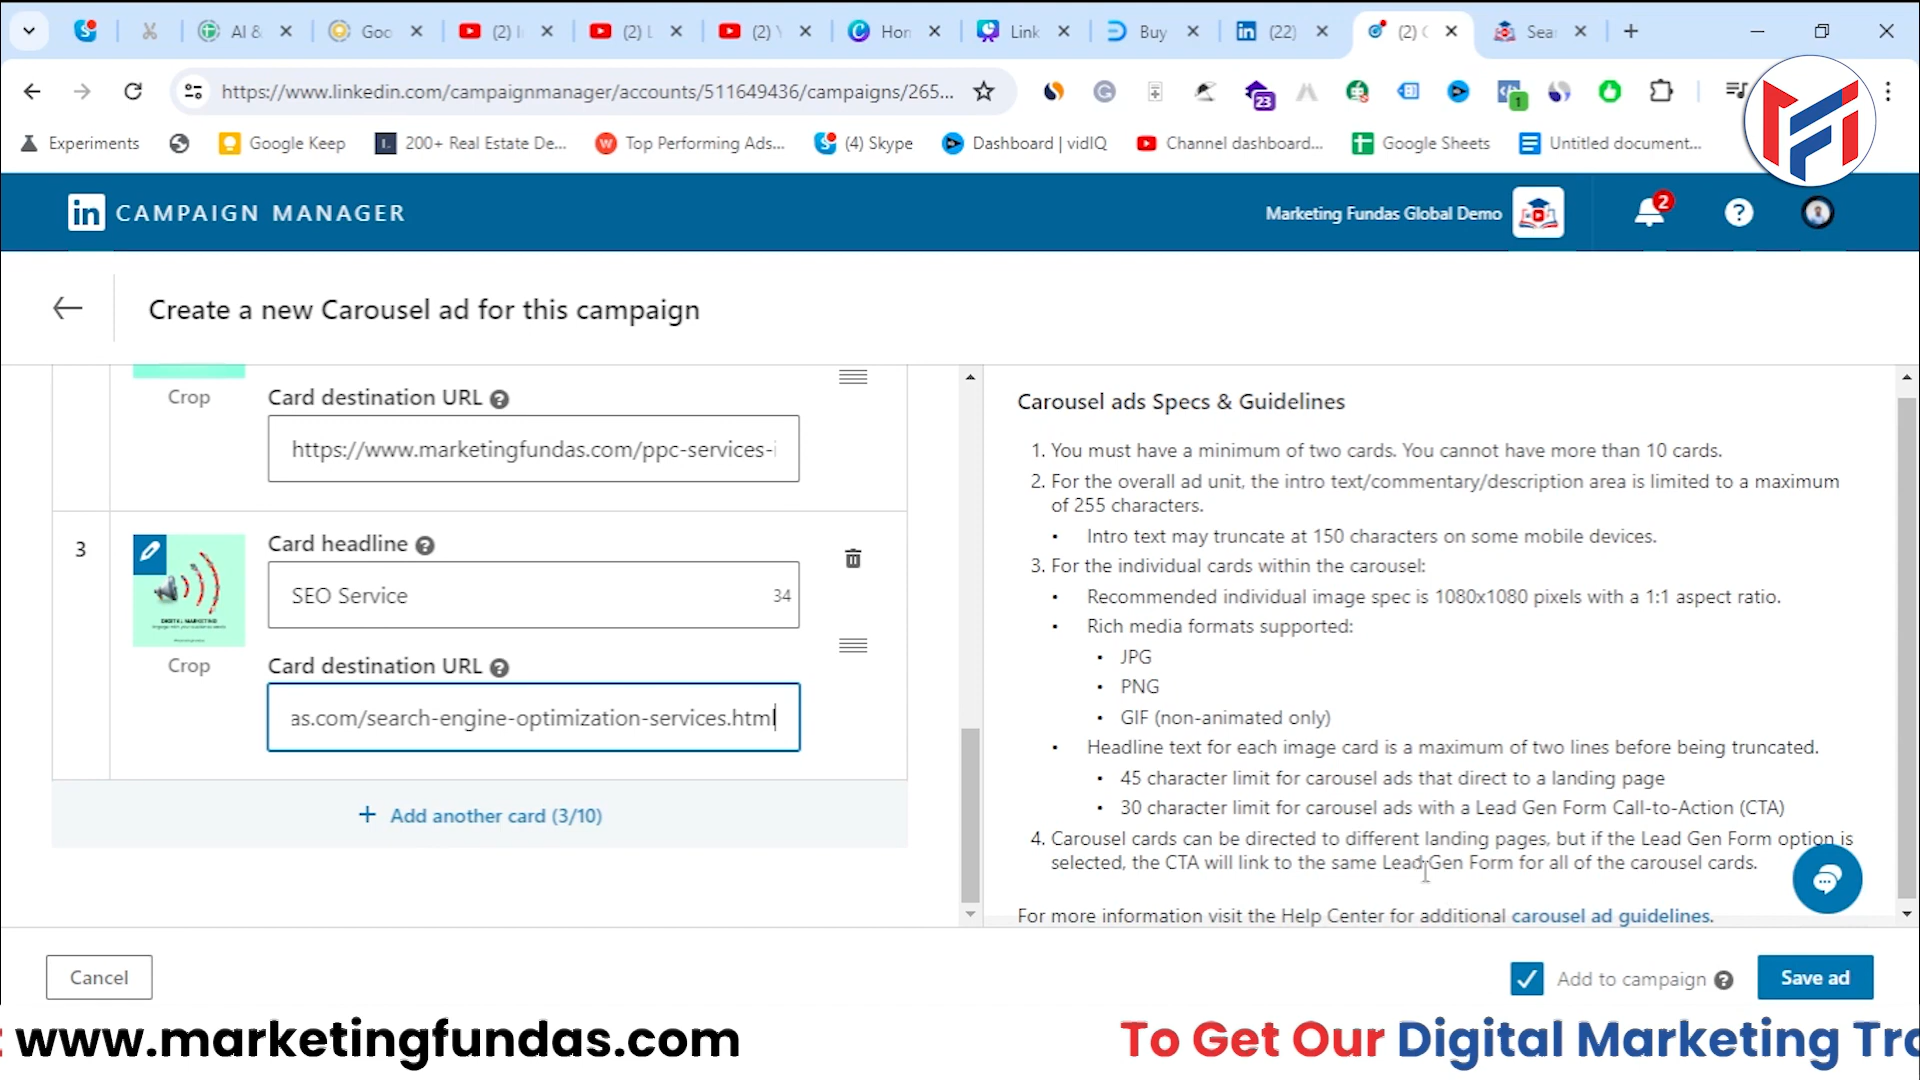 AI &
Goo
(2) I
(2) L
(2) \
Hor
Link
Buy
(22)
(2) C
Sear
https://www.linkedin.com/campaignmanager/accounts/511649436/campaigns/265...
23
1
Experiments
Google Keep
200+ Real Estate De...
Top Performing Ads...
(4) Skype
Dashboard | vidIQ
Channel dashboard...
Google Sheets
Untitled document...
in CAMPAIGN MANAGER
Marketing Fundas Global Demo
2
Create a new Carousel ad for this campaign
Crop
Card destination URL
https://www.marketingfundas.com/ppc-services-i
3
Card headline
SEO Service
34
DIGITAL MARKETING
Crop
Card destination URL
as.com/search-engine-optimization-services.html
+ Add another card (3/10)
Carousel ads Specs & Guidelines
1. You must have a minimum of two cards. You cannot have more than 10 cards.
2. For the overall ad unit, the intro text/commentary/description area is limited to a maximum
of 255 characters.
• Intro text may truncate at 150 characters on some mobile devices.
3. For the individual cards within the carousel:
• Recommended individual image spec is 1080x1080 pixels with a 1:1 aspect ratio.
• Rich media formats supported:
• JPG
• PNG
• GIF (non-animated only)
• Headline text for each image card is a maximum of two lines before being truncated.
• 45 character limit for carousel ads that direct to a landing page
• 30 character limit for carousel ads with a Lead Gen Form Call-to-Action (CTA)
4. Carousel cards can be directed to different landing pages, but if the Lead Gen Form option is
selected, the CTA will link to the same Lead Gen Form for all of the carousel cards.
For more information visit the Help Center for additional carousel ad guidelines.
Cancel
Add to campaign
Save ad
: www.marketingfundas.com
To Get Our Digital Marketing Tra